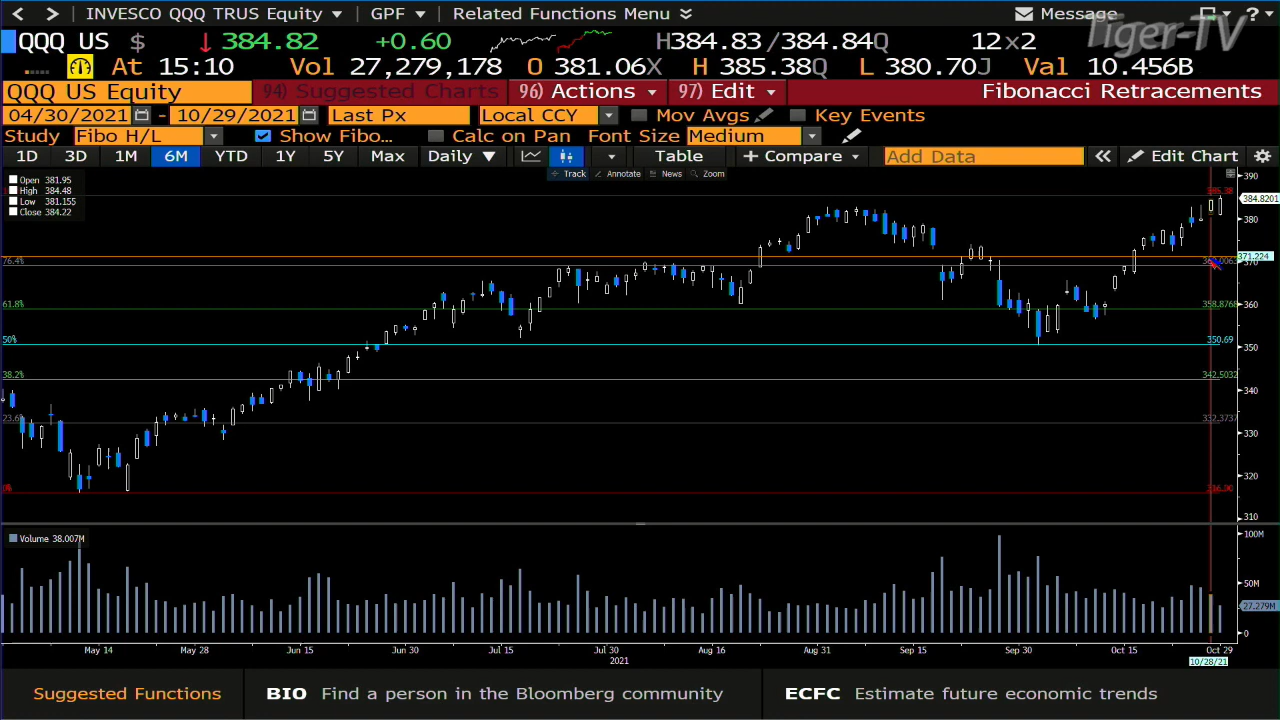 INVESCO QQQ TRUS Equity GPF Related Functions Menu Message ?
Tiger-TV
QQQ US $ 384.82 +0.60 H384.83/384.84Q 12x2
At 15:10 Vol 27,279,178 O 381.06X H 385.38Q L 380.70J Val 10.456B
QQQ US Equity 94) Suggested Charts 96) Actions 97) Edit Fibonacci Retracements
04/30/2021 - 10/29/2021 Last Px Local CCY Mov Avgs Key Events
Study Fibo H/L Show Fibo... Calc on Pan Font Size Medium
1D 3D 1M 6M YTD 1Y 5Y Max Daily Table + Compare Add Data Edit Chart
Track Annotate News Zoom
Open 381.95
High 384.48
Low 381.155
Close 384.22
390
385.38
384.8201
380
371.224
76.4%
370
61.8% 358.8768
360
50% 350.69
350
38.2% 342.5032
340
23.6% 332.3737
330
320
316.00
310
Volume 38.007M
100M
50M
27.279M
0
May 14 May 28 Jun 15 Jun 30 Jul 15 Jul 30 Aug 16 Aug 31 Sep 15 Sep 30 Oct 15 Oct 29
2021 10/28/21
Suggested Functions BIO Find a person in the Bloomberg community ECFC Estimate future economic trends